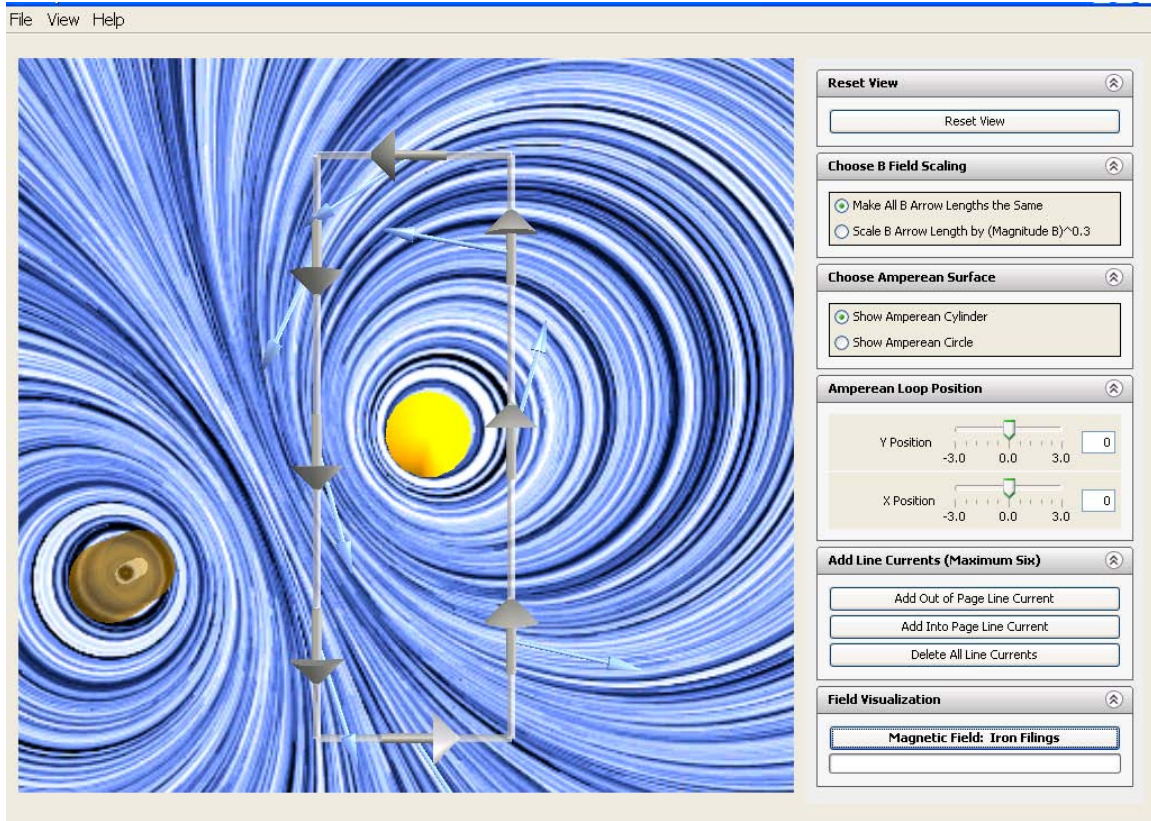 File View Help
Reset View
Reset View
Choose B Field Scaling
Make All B Arrow Lengths the Same
Scale B Arrow Length by (Magnitude B)^0.3
Choose Amperean Surface
Show Amperean Cylinder
Show Amperean Circle
Amperean Loop Position
Y Position 0
-3.0 0.0 3.0
X Position 0
-3.0 0.0 3.0
Add Line Currents (Maximum Six)
Add Out of Page Line Current
Add Into Page Line Current
Delete All Line Currents
Field Visualization
Magnetic Field: Iron Filings